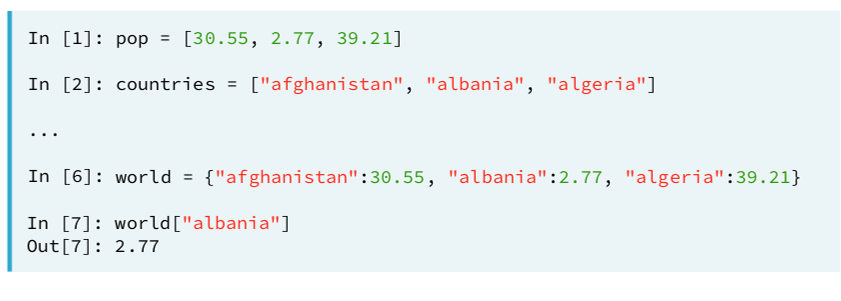 In [1]: pop = [30.55, 2.77, 39.21]
In [2]: countries = ["afghanistan", "albania", "algeria"]
...
In [6]: world = {"afghanistan":30.55, "albania":2.77, "algeria":39.21}
In [7]: world["albania"]
Out[7]: 2.77